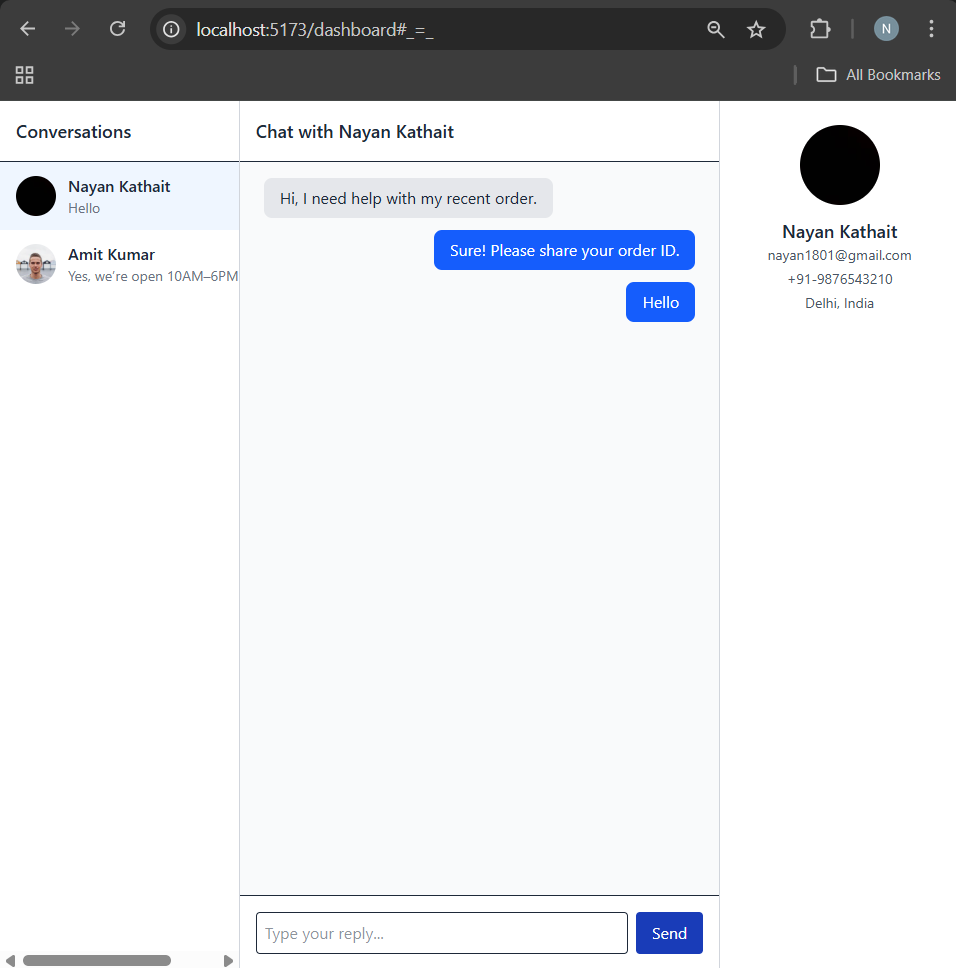 localhost:5173/dashboard#_=_
N
All Bookmarks
Conversations
Nayan Kathait
Hello
Amit Kumar
Yes, we’re open 10AM–6PM
Chat with Nayan Kathait
Hi, I need help with my recent order.
Sure! Please share your order ID.
Hello
Type your reply...
Send
Nayan Kathait
nayan1801@gmail.com
+91-9876543210
Delhi, India